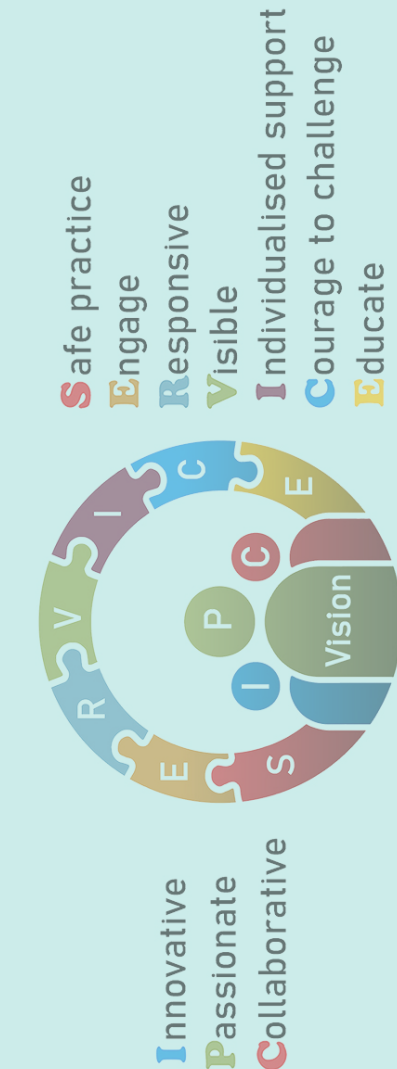 Innovative
Passionate
Collaborative
S
E
R
V
I
C
E
I
P
C
Vision
Safe practice
Engage
Responsive
Visible
Individualised support
Courage to challenge
Educate